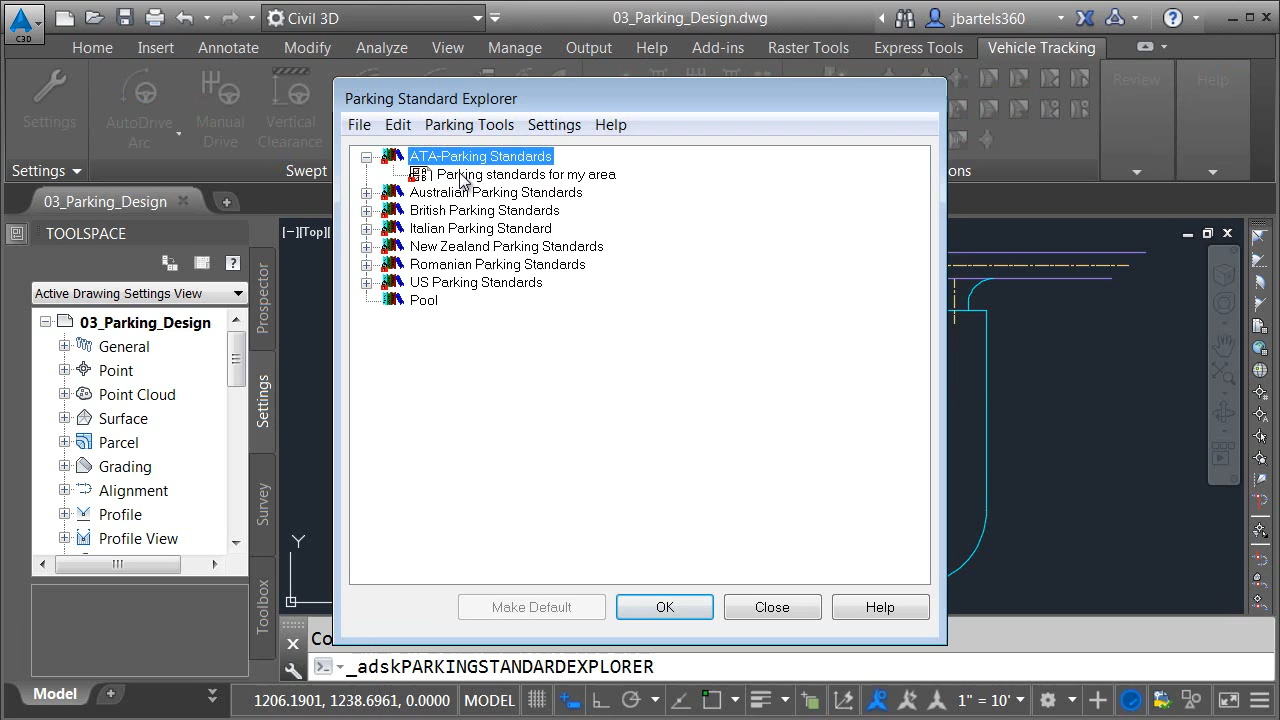 Civil 3D
03_Parking_Design.dwg
jbartels360
C3D
Home Insert Annotate Modify Analyze View Manage Output Help Add-ins Raster Tools Express Tools Vehicle Tracking
Settings
AutoDrive
Arc
Manual
Drive
Vertical
Clearance
Review
Help
Settings
Swept
ons
03_Parking_Design
TOOLSPACE
Active Drawing Settings View
03_Parking_Design
General
Point
Point Cloud
Surface
Parcel
Grading
Alignment
Profile
Profile View
Prospector
Settings
Survey
Toolbox
[−][Top][
Y
Parking Standard Explorer
File Edit Parking Tools Settings Help
ATA-Parking Standards
Parking standards for my area
Australian Parking Standards
British Parking Standards
Italian Parking Standard
New Zealand Parking Standards
Romanian Parking Standards
US Parking Standards
Pool
Make Default OK Close Help
Co
_adskPARKINGSTANDARDEXPLORER
Model
1206.1901, 1238.6961, 0.0000 MODEL 1" = 10'